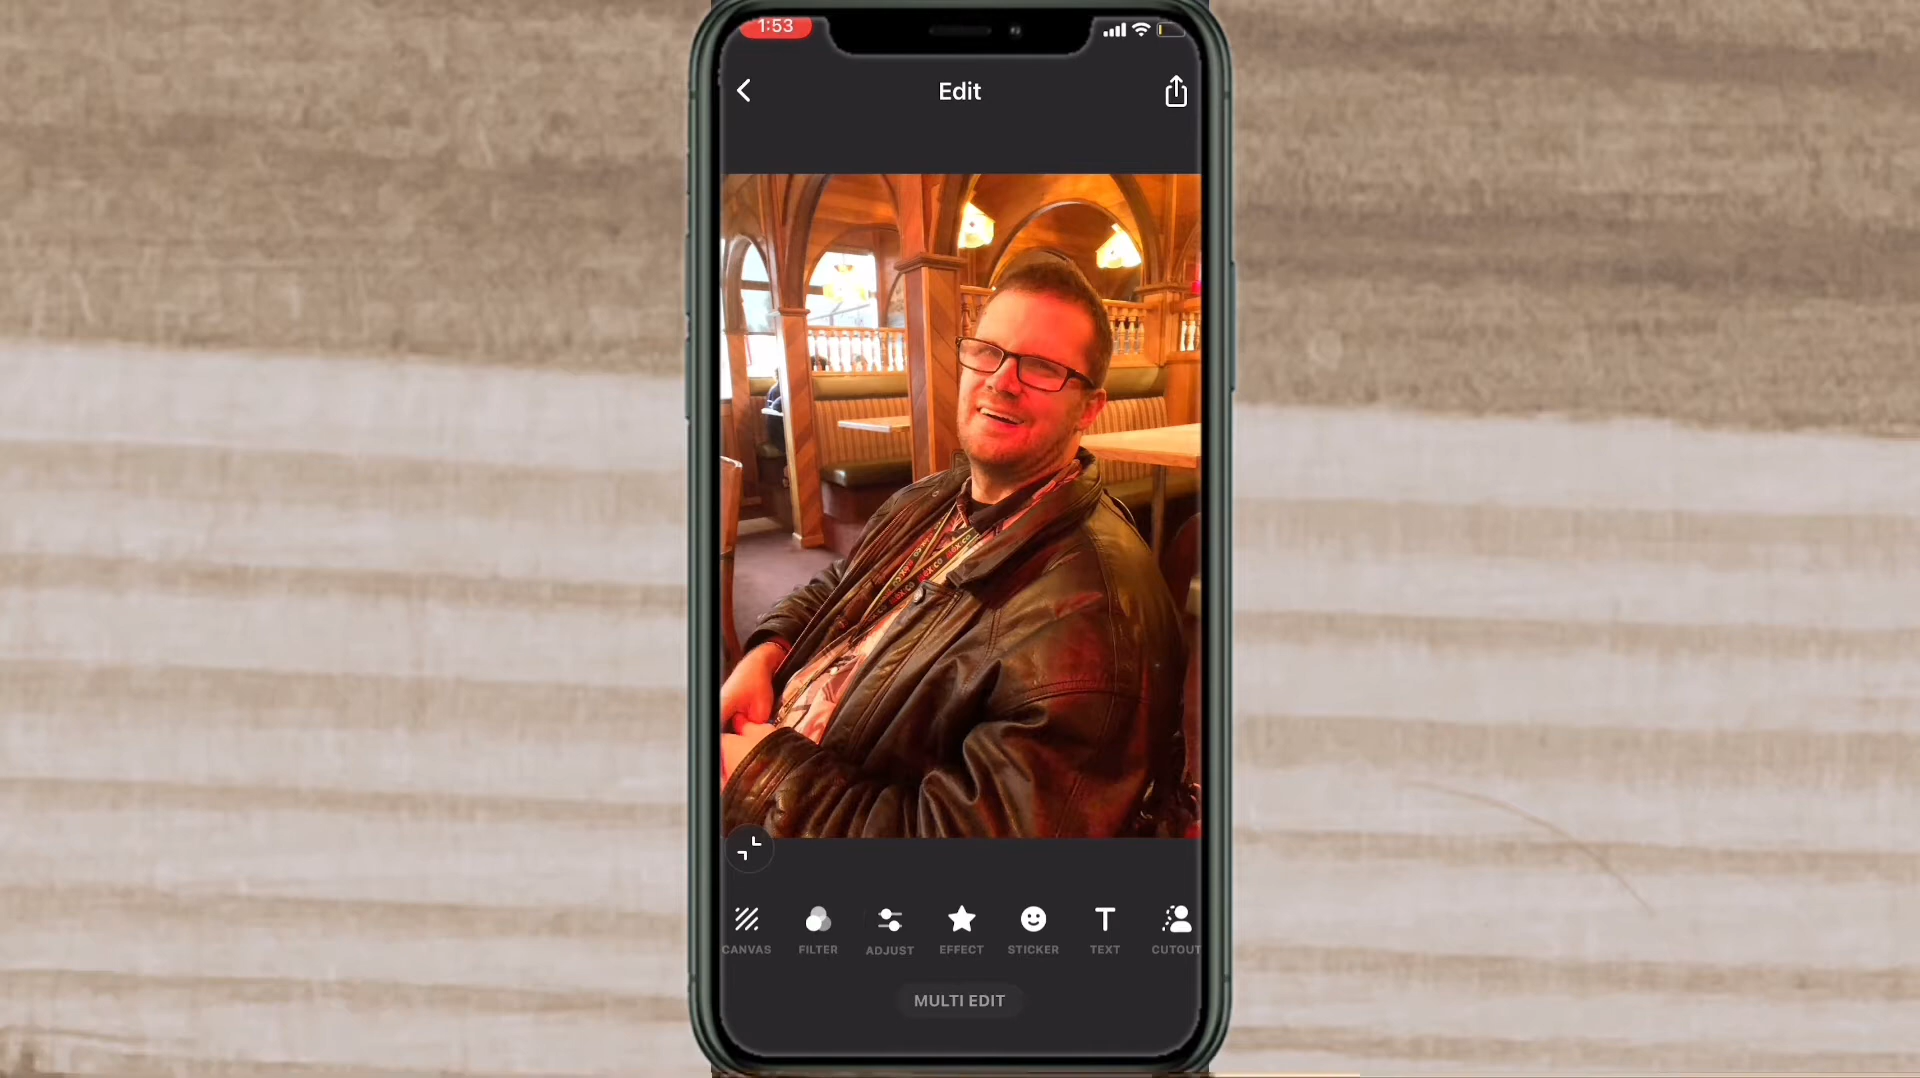 1:53
Edit
CANVAS FILTER ADJUST EFFECT STICKER TEXT CUTOUT
MULTI EDIT